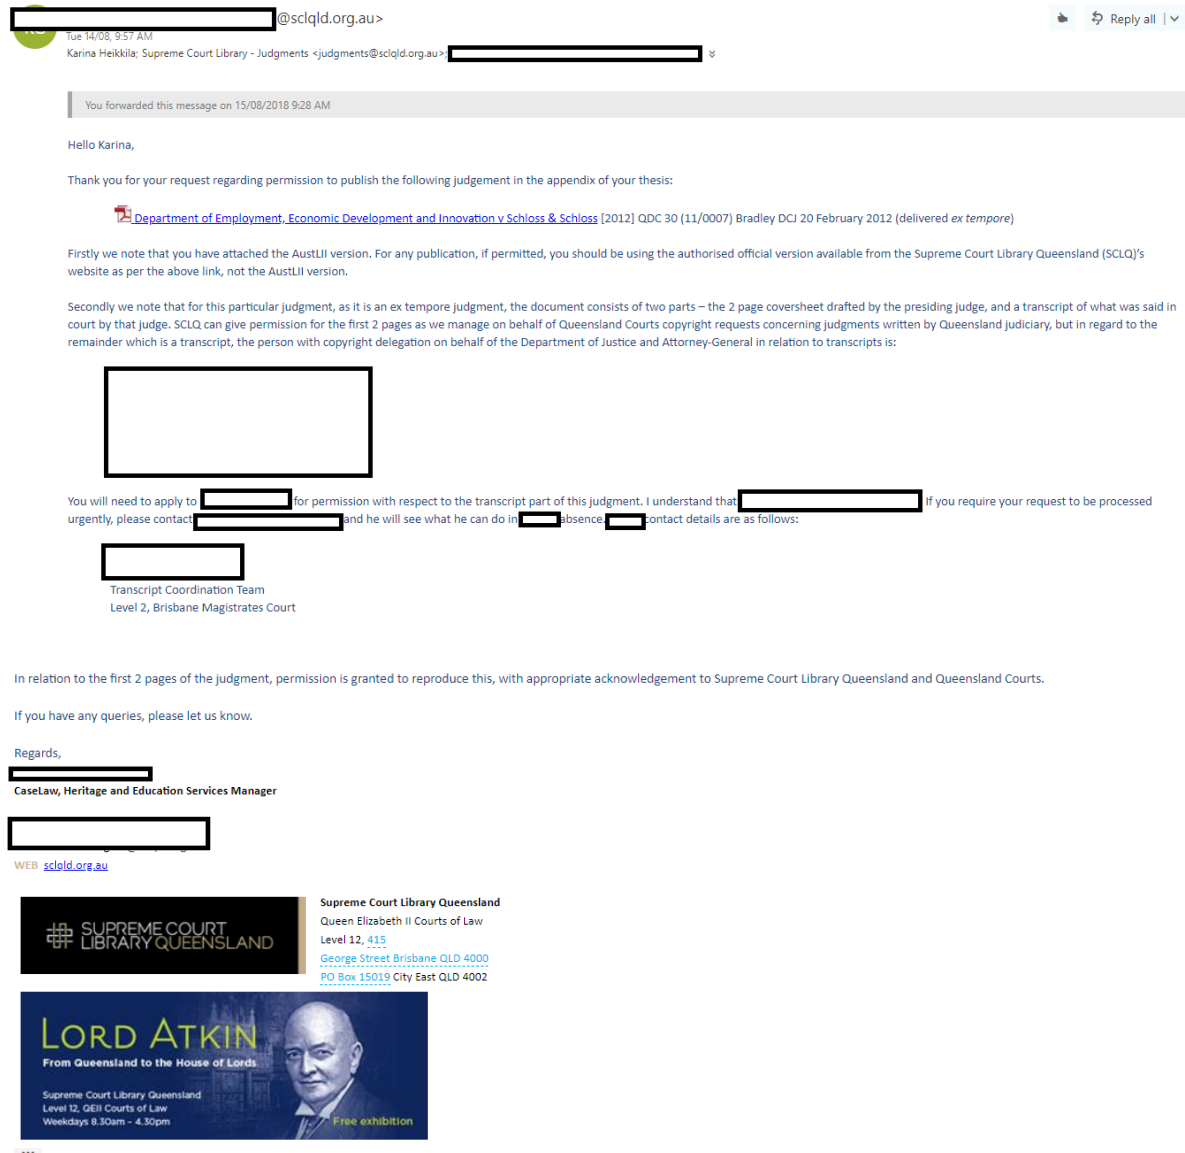 @sclqld.org.au>
Reply all
Tue 14/08, 9:57 AM
Karina Heikkila; Supreme Court Library - Judgments <judgments@sclqld.org.au>;
You forwarded this message on 15/08/2018 9:28 AM
Hello Karina,
Thank you for your request regarding permission to publish the following judgement in the appendix of your thesis:
Department of Employment, Economic Development and Innovation v Schloss & Schloss [2012] QDC 30 (11/0007) Bradley DCJ 20 February 2012 (delivered ex tempore)
Firstly we note that you have attached the AustLII version. For any publication, if permitted, you should be using the authorised official version available from the Supreme Court Library Queensland (SCLQ)'s
website as per the above link, not the AustLII version.
Secondly we note that for this particular judgment, as it is an ex tempore judgment, the document consists of two parts – the 2 page coversheet drafted by the presiding judge, and a transcript of what was said in
court by that judge. SCLQ can give permission for the first 2 pages as we manage on behalf of Queensland Courts copyright requests concerning judgments written by Queensland judiciary, but in regard to the
remainder which is a transcript, the person with copyright delegation on behalf of the Department of Justice and Attorney-General in relation to transcripts is:
You will need to apply to for permission with respect to the transcript part of this judgment. I understand that If you require your request to be processed
urgently, please contact and he will see what he can do in absence. contact details are as follows:
Transcript Coordination Team
Level 2, Brisbane Magistrates Court
In relation to the first 2 pages of the judgment, permission is granted to reproduce this, with appropriate acknowledgement to Supreme Court Library Queensland and Queensland Courts.
If you have any queries, please let us know.
Regards,
CaseLaw, Heritage and Education Services Manager
WEB sclqld.org.au
SUPREME COURT
LIBRARY QUEENSLAND
Supreme Court Library Queensland
Queen Elizabeth II Courts of Law
Level 12, 415
George Street Brisbane QLD 4000
PO Box 15019 City East QLD 4002
LORD ATKIN
From Queensland to the House of Lords
Supreme Court Library Queensland
Level 12, QEII Courts of Law
Weekdays 8.30am - 4.30pm
Free exhibition